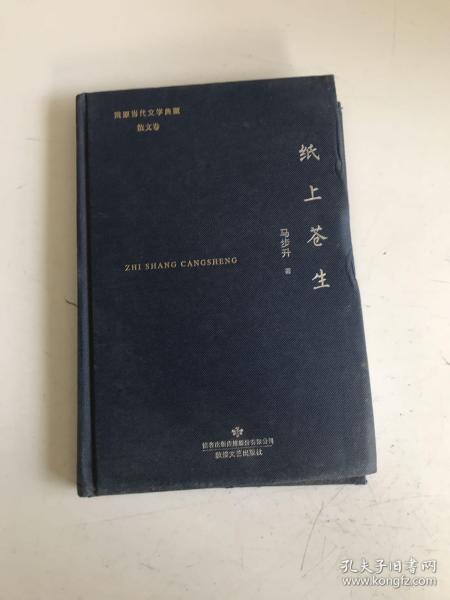 陇原当代文学典藏
散文卷
纸上苍生
马步升 著
ZHI SHANG CANGSHENG
读者出版传媒股份有限公司
敦煌文艺出版社
孔夫子旧书网
www.kongfz.com